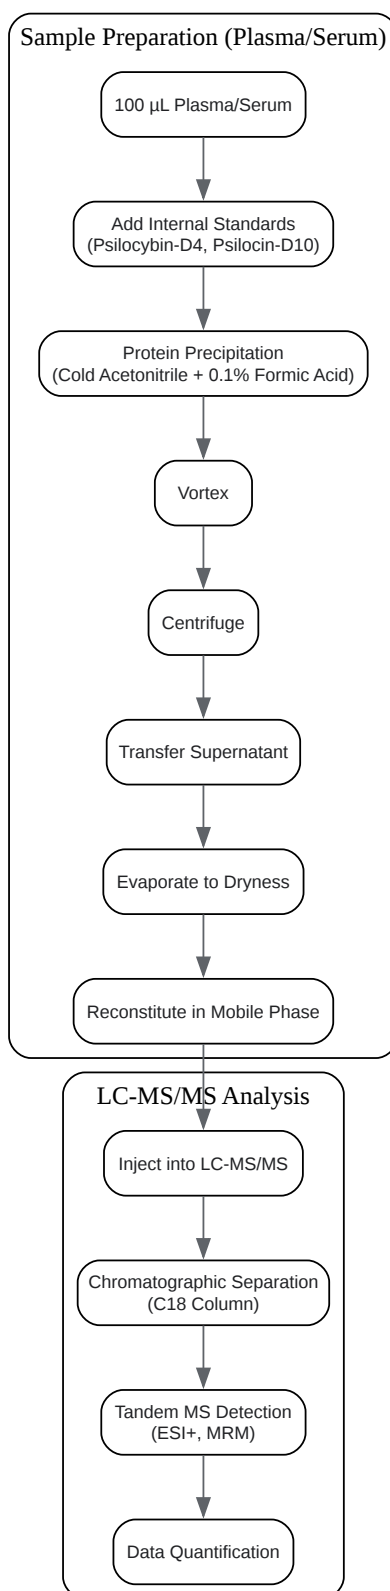 Sample Preparation (Plasma/Serum)
100 µL Plasma/Serum
Add Internal Standards
(Psilocybin-D4, Psilocin-D10)
Protein Precipitation
(Cold Acetonitrile + 0.1% Formic Acid)
Vortex
Centrifuge
Transfer Supernatant
Evaporate to Dryness
Reconstitute in Mobile Phase
LC-MS/MS Analysis
Inject into LC-MS/MS
Chromatographic Separation
(C18 Column)
Tandem MS Detection
(ESI+, MRM)
Data Quantification